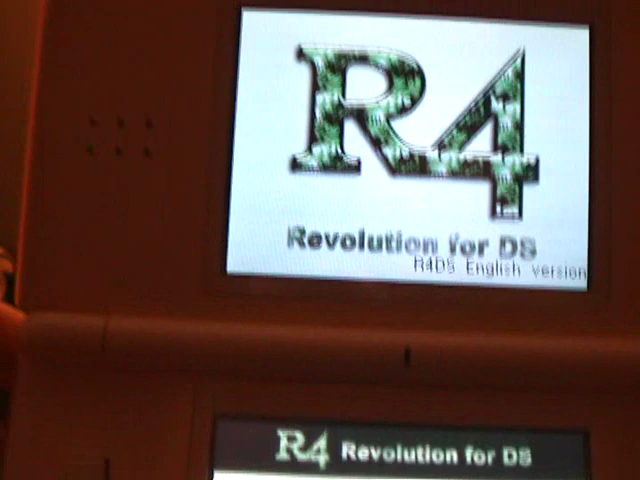 R4
Revolution for DS
R4DS English version
R4 Revolution for DS